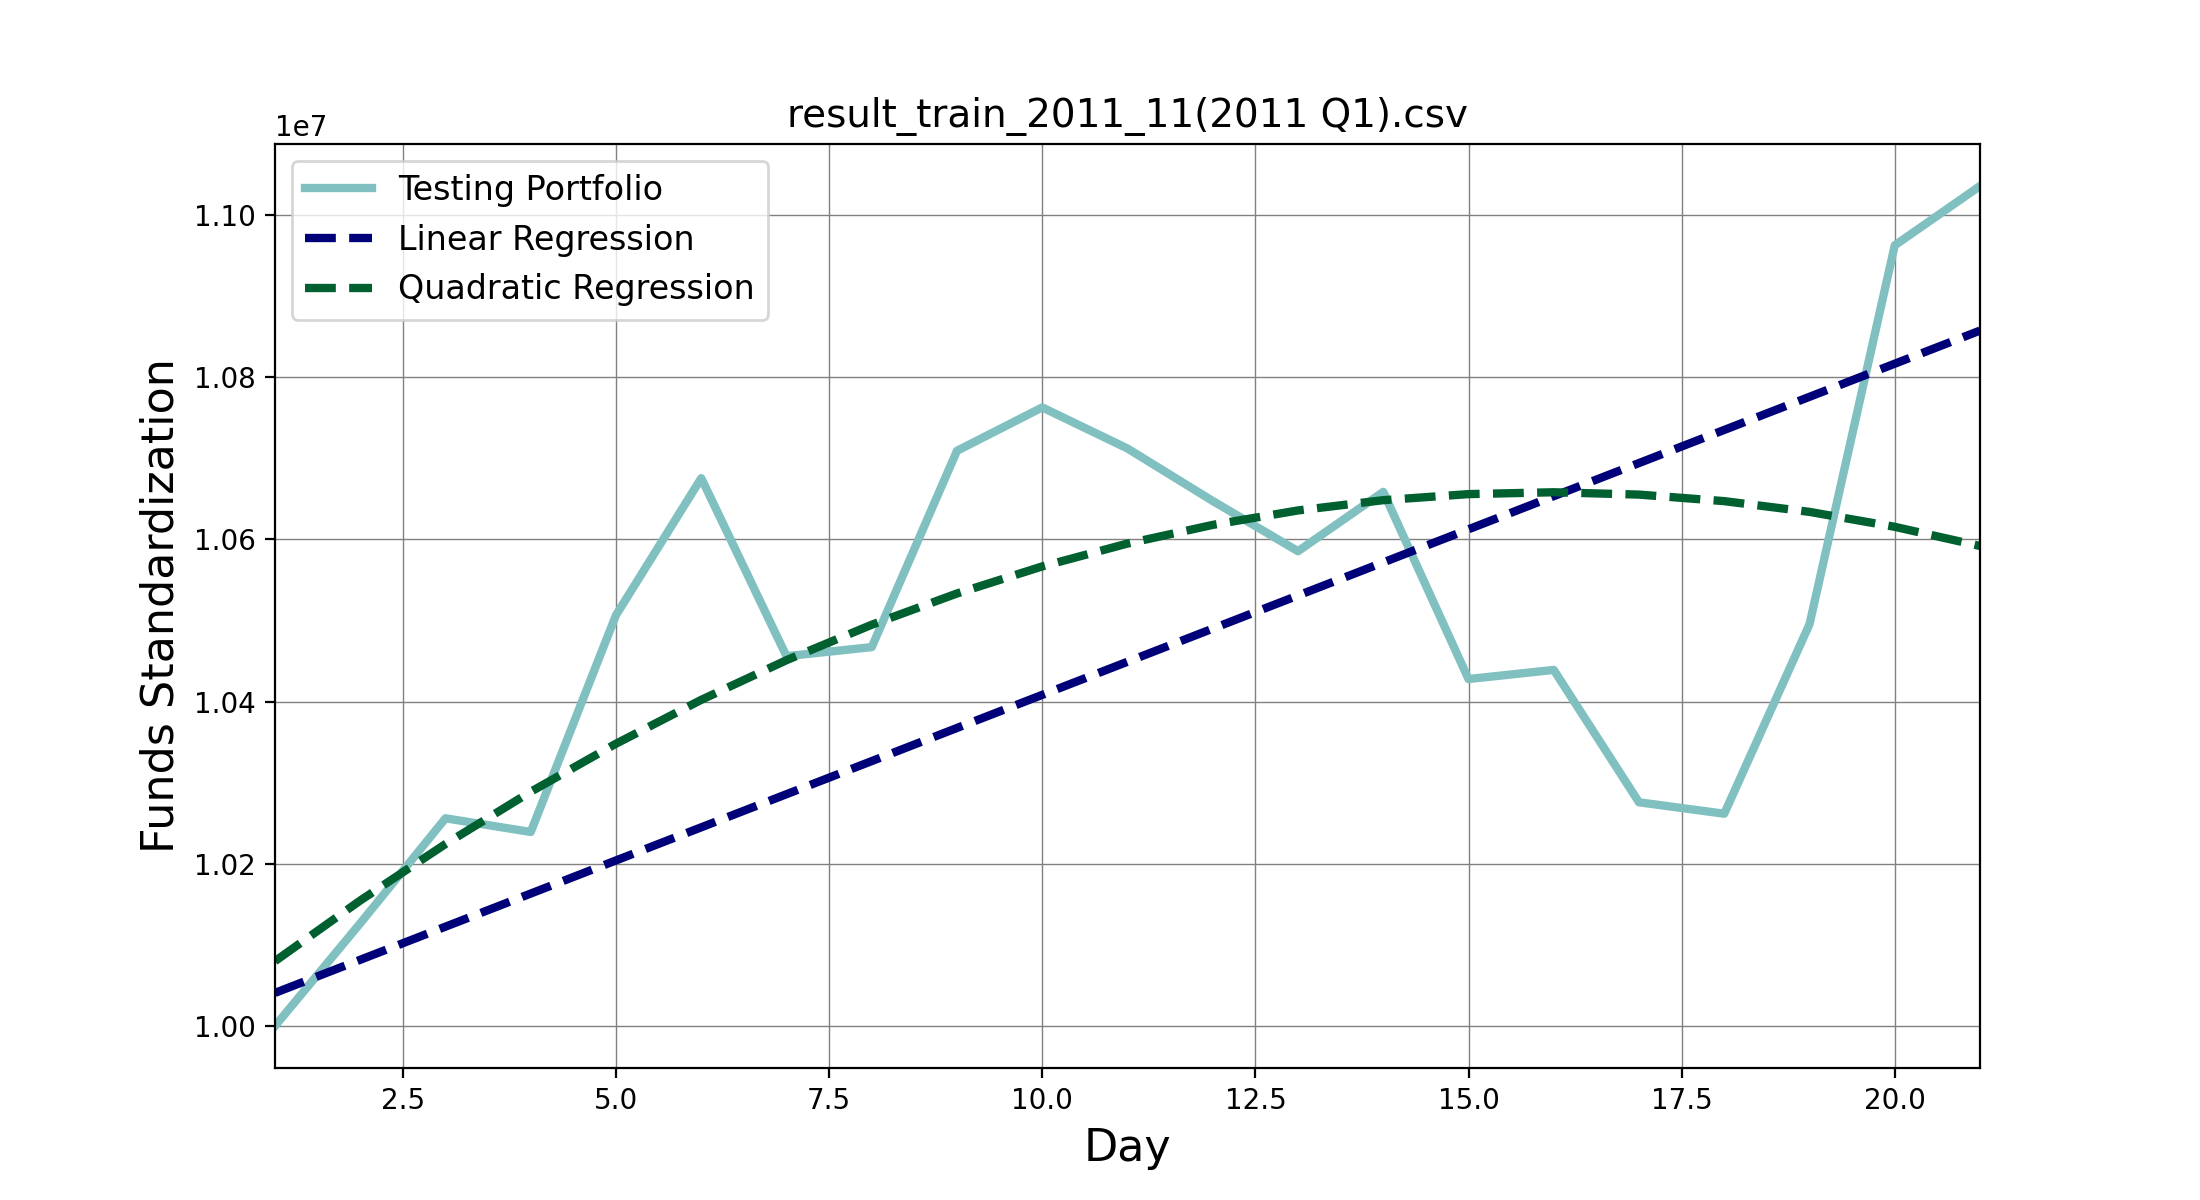 result_train_2011_11(2011 Q1).csv
1e7
Testing Portfolio
Linear Regression
Quadratic Regression
1.10
1.08
1.06
1.04
1.02
1.00
Funds Standardization
2.5 5.0 7.5 10.0 12.5 15.0 17.5 20.0
Day